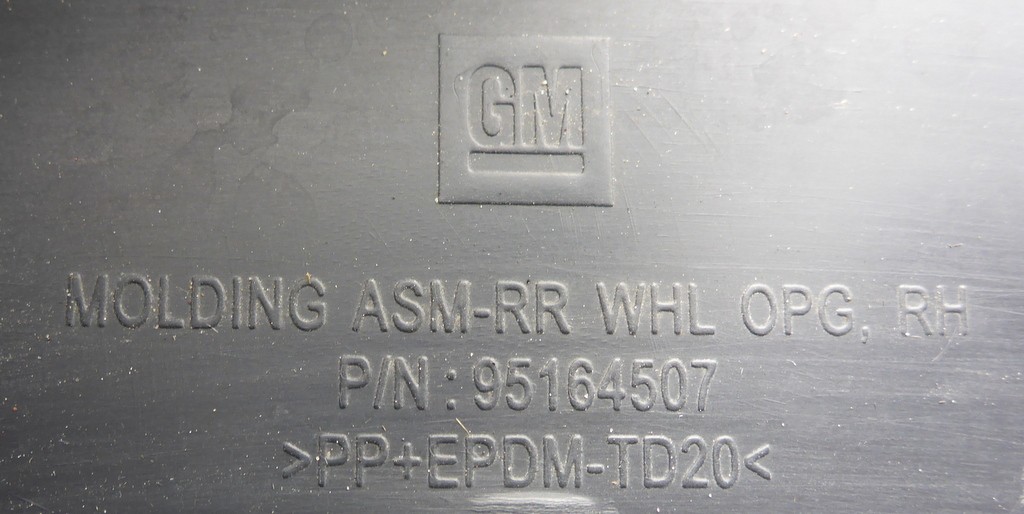 GM
MOLDING ASM-RR WHL OPG, RH
P/N : 95164507
>PP+EPDM-TD20<